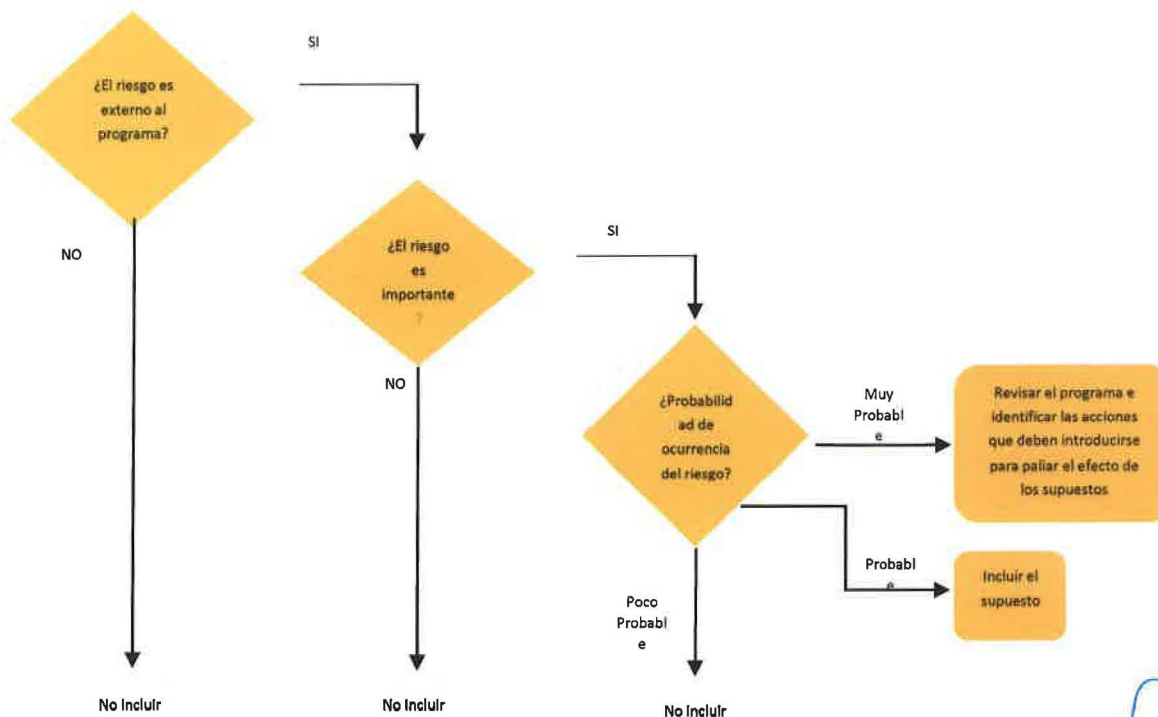 SI
¿El riesgo es
externo al
programa?
NO
¿El riesgo
es
importante
?
SI
NO
¿Probabilid
ad de
ocurrencia
del riesgo?
Muy
Probabl
e
Revisar el programa e
identificar las acciones
que deben introducirse
para paliar el efecto de
los supuestos
Probabl
e
Incluir el
supuesto
Poco
Probabl
e
No Incluir
No Incluir
No Incluir